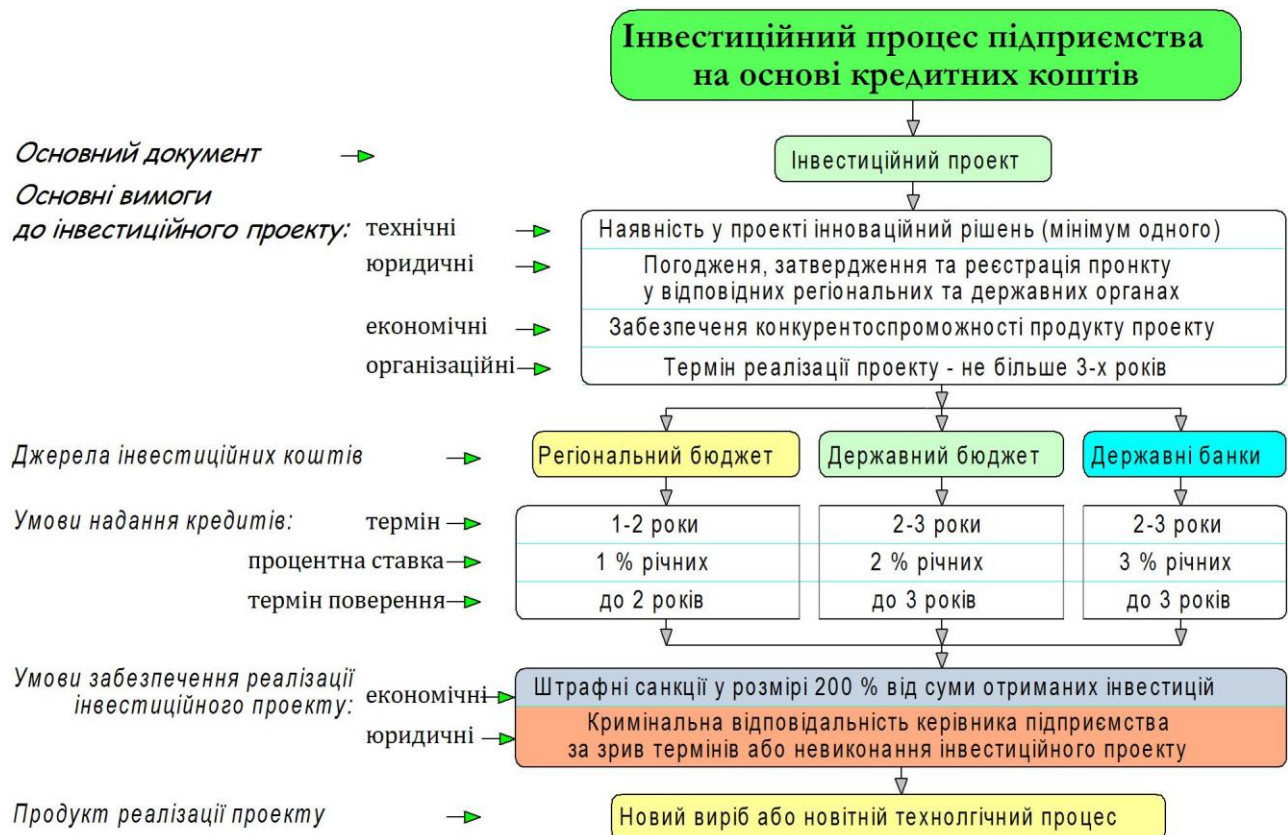 Інвестиційний процес підприємства
на основі кредитних коштів
Основний документ
Інвестиційний проект
Основні вимоги
до інвестиційного проекту:
технічні
Наявність у проекті інноваційний рішень (мінімум одного)
юридичні
Погодженя, затвердження та реєстрація пронкту
у відповідних регіональних та державних органах
економічні
Забезпеченя конкурентоспроможності продукту проекту
організаційні
Термін реалізації проекту - не більше 3-х років
Джерела інвестиційних коштів
Регіональний бюджет
Державний бюджет
Державні банки
Умови надання кредитів:
термін
1-2 роки
2-3 роки
2-3 роки
процентна ставка
1 % річних
2 % річних
3 % річних
термін поверення
до 2 років
до 3 років
до 3 років
Умови забезпечення реалізації
інвестиційного проекту:
економічні
Штрафні санкції у розмірі 200 % від суми отриманих інвестицій
юридичні
Кримінальна відповідальність керівника підприємства
за зрив термінів або невиконання інвестиційного проекту
Продукт реалізації проекту
Новий виріб або новітній технолгічний процес